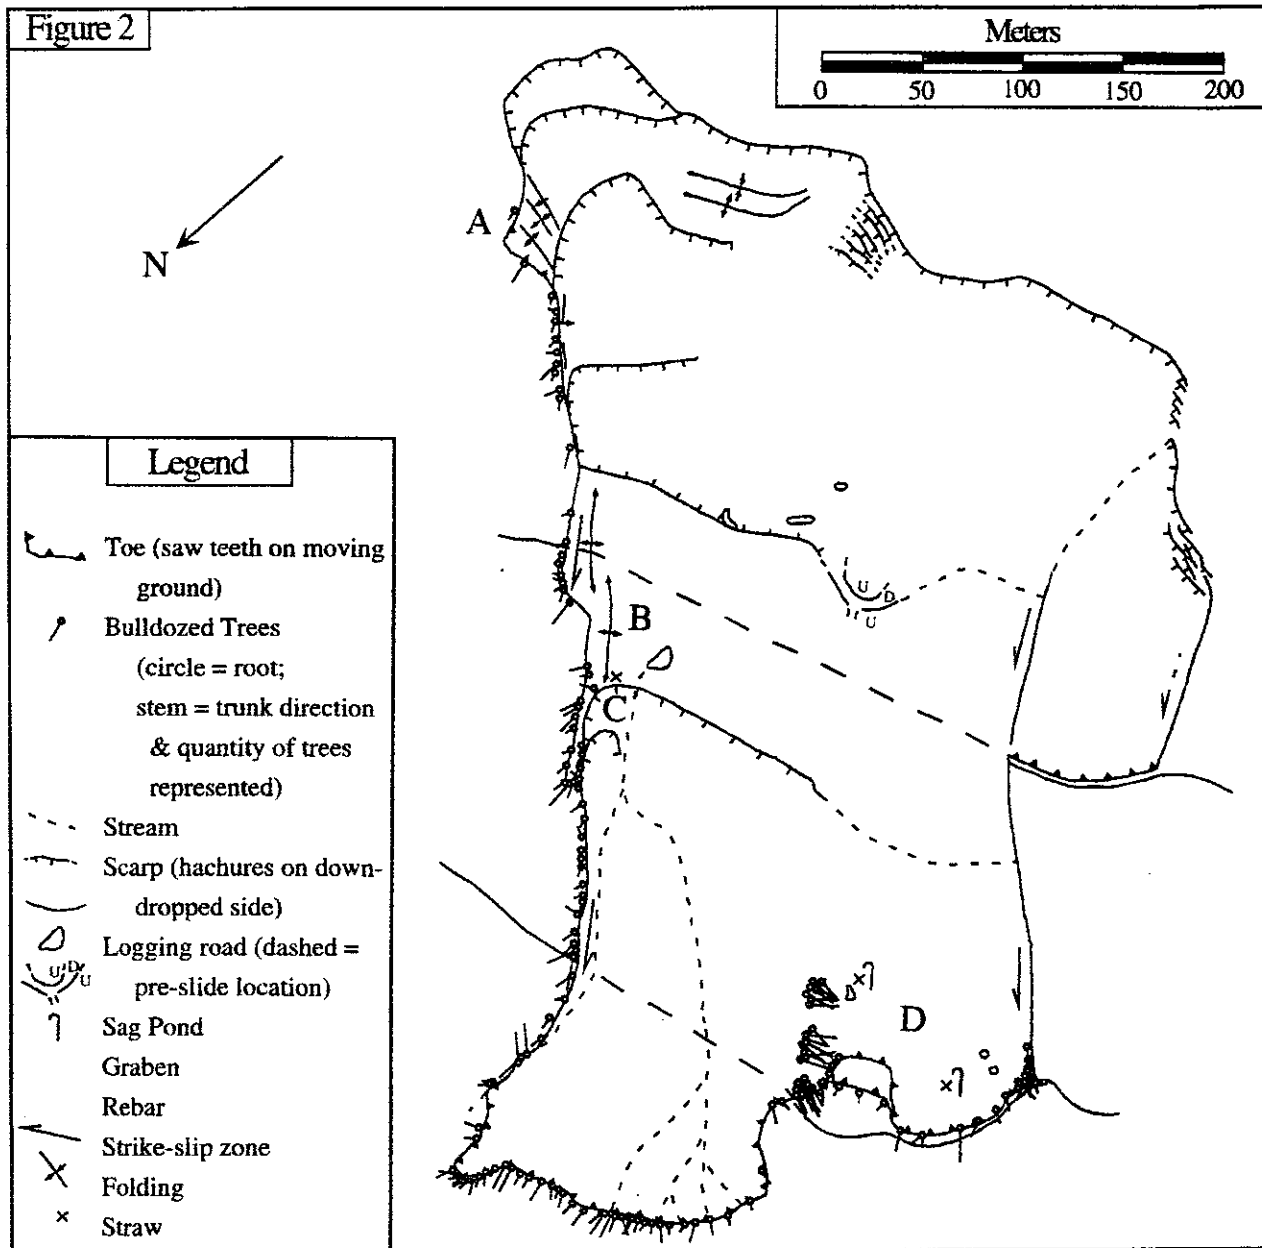 Figure 2
Meters
0 50 100 150 200
N
A
B
C
D
U
D
U
Legend
Toe (saw teeth on moving
ground)
Bulldozed Trees
(circle = root;
stem = trunk direction
& quantity of trees
represented)
Stream
Scarp (hachures on down-
dropped side)
Logging road (dashed =
pre-slide location)
U D U
Sag Pond
Graben
Rebar
Strike-slip zone
Folding
Straw